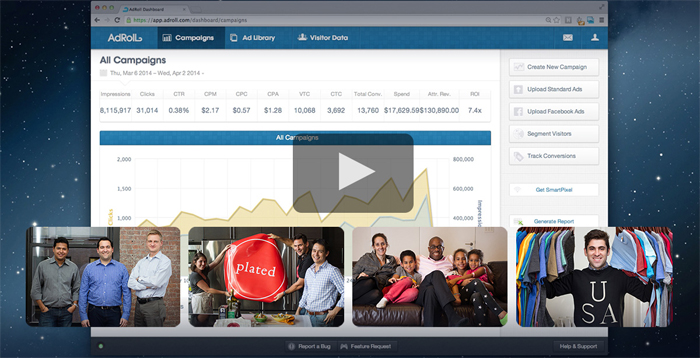 AdRoll Dashboard
https://app.adroll.com/dashboard/campaigns
AdRoll Campaigns Ad Library Visitor Data
All Campaigns
Thu, Mar 6 2014 – Wed, Apr 2 2014
Impressions Clicks CTR CPM CPC CPA VTC CTC Total Conv. Spend Attr. Rev. ROI
8,115,917 31,014 0.38% $2.17 $0.57 $1.28 10,068 3,692 13,760 $17,629.59 $130,890.00 7.4x
All Campaigns
2,000 800,000
1,500 600,000
1,000 400,000
Clicks
Impress
Create New Campaign
Upload Standard Ads
Upload Facebook Ads
Segment Visitors
Track Conversions
Get SmartPixel
Generate Report
plated
U
S A
Report a Bug Feature Request Help & Support